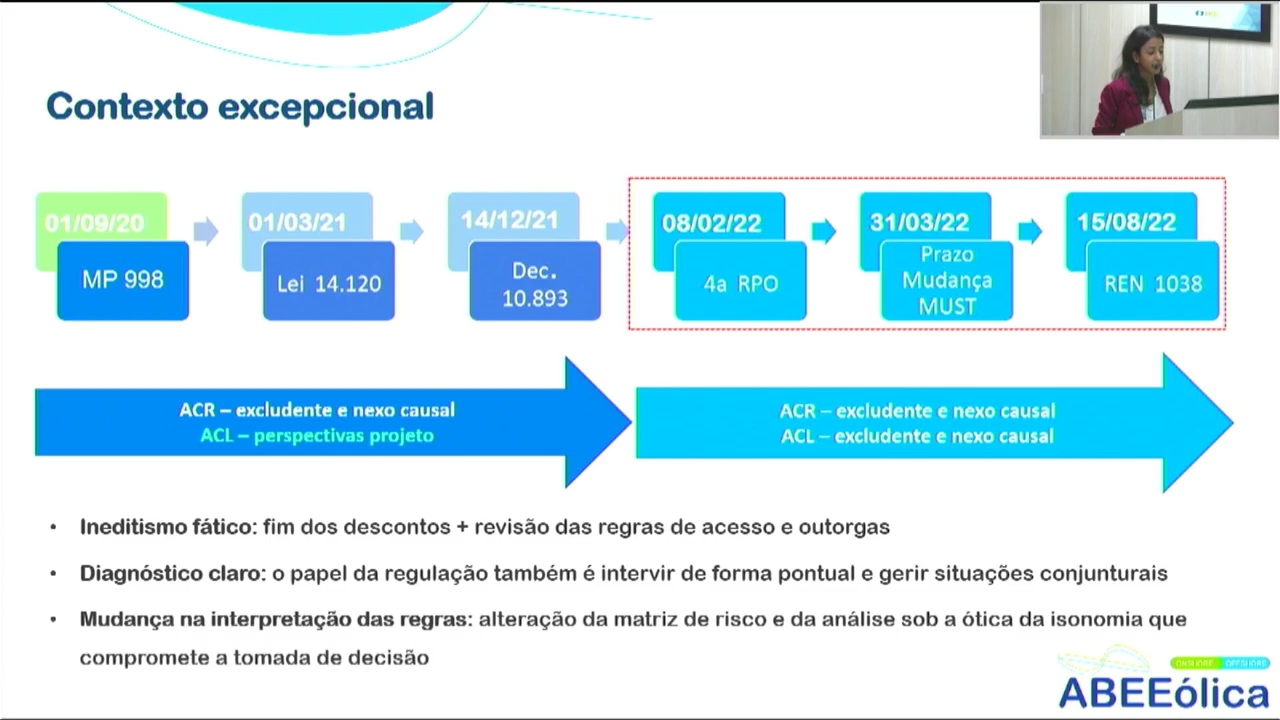 Contexto excepcional
01/09/20
MP 998
01/03/21
Lei 14.120
14/12/21
Dec.
10.893
08/02/22
4a RPO
31/03/22
Prazo
Mudança
MUST
15/08/22
REN 1038
ACR – excludente e nexo causal
ACL – perspectivas projeto
ACR – excludente e nexo causal
ACL – excludente e nexo causal
• Ineditismo fático: fim dos descontos + revisão das regras de acesso e outorgas
• Diagnóstico claro: o papel da regulação também é intervir de forma pontual e gerir situações conjunturais
• Mudança na interpretação das regras: alteração da matriz de risco e da análise sob a ótica da isonomia que
compromete a tomada de decisão
ONSHORE OFFSHORE
ABEEólica